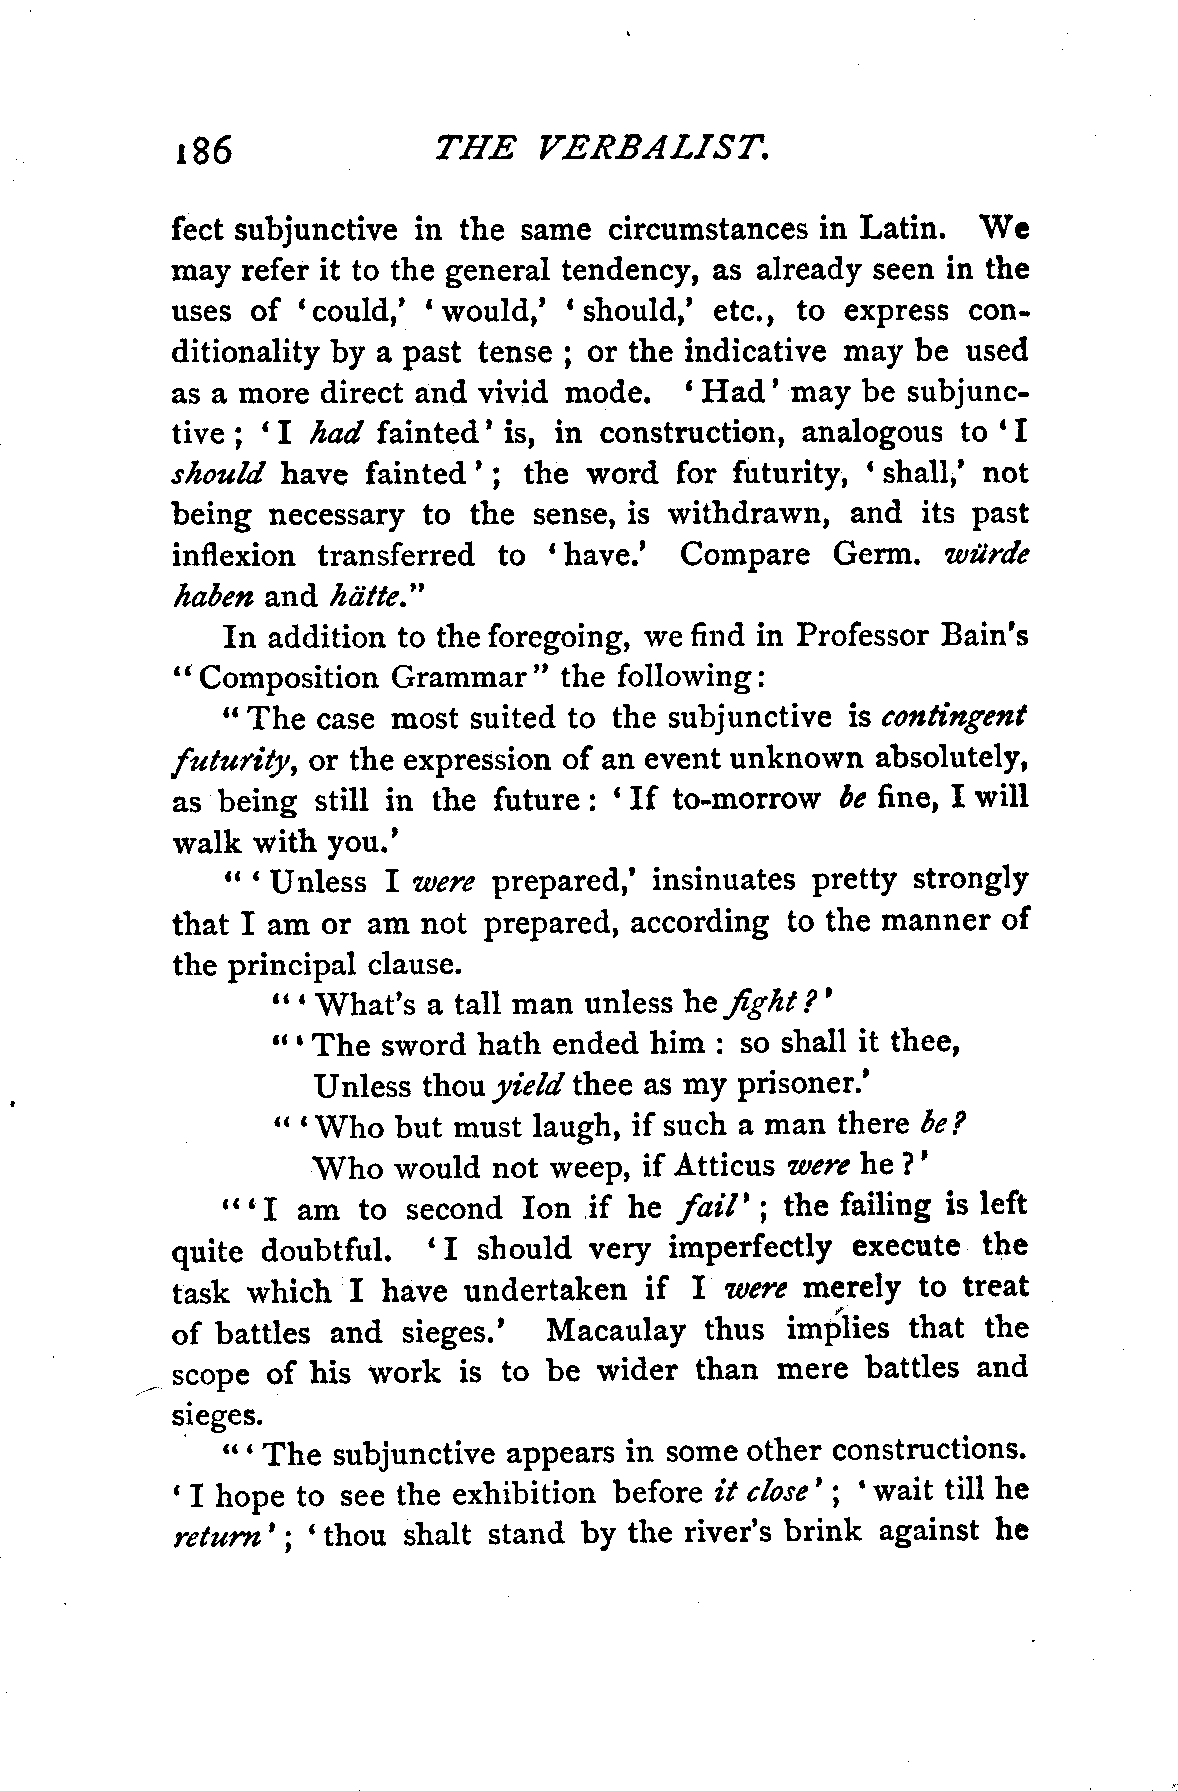 186 THE VERBALIST.
fect subjunctive in the same circumstances in Latin. We
may refer it to the general tendency, as already seen in the
uses of ‘could,’ ‘would,’ ‘should,’ etc., to express con-
ditionality by a past tense ; or the indicative may be used
as a more direct and vivid mode. ‘Had’ may be subjunc-
tive ; ‘I had fainted’ is, in construction, analogous to ‘I
should have fainted’ ; the word for futurity, ‘shall,’ not
being necessary to the sense, is withdrawn, and its past
inflexion transferred to ‘have.’ Compare Germ. würde
haben and hätte.”
In addition to the foregoing, we find in Professor Bain's
“Composition Grammar” the following:
“The case most suited to the subjunctive is contingent
futurity, or the expression of an event unknown absolutely,
as being still in the future : ‘If to-morrow be fine, I will
walk with you.’
“ ‘Unless I were prepared,’ insinuates pretty strongly
that I am or am not prepared, according to the manner of
the principal clause.
“ ‘What's a tall man unless he fight?’
“ ‘The sword hath ended him : so shall it thee,
Unless thou yield thee as my prisoner.’
“ ‘Who but must laugh, if such a man there be?
Who would not weep, if Atticus were he ?’
“ ‘I am to second Ion if he fail’ ; the failing is left
quite doubtful. ‘I should very imperfectly execute the
task which I have undertaken if I were merely to treat
of battles and sieges.’ Macaulay thus implies that the
scope of his work is to be wider than mere battles and
sieges.
“ ‘The subjunctive appears in some other constructions.
‘I hope to see the exhibition before it close’ ; ‘wait till he
return’ ; ‘thou shalt stand by the river's brink against he